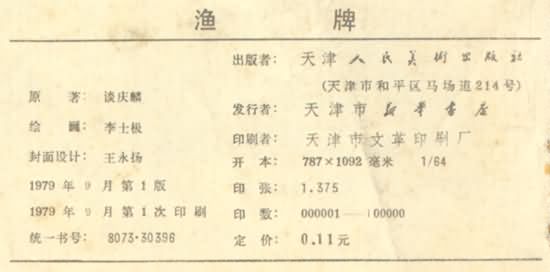 渔牌
原著：谈庆麟
绘画：李士极
封面设计：王永扬
1979年9月第1版
1979年9月第1次印刷
统一书号：8073·30396
出版者：天津人民美術出版社
(天津市和平区马场道214号)
发行者：天津市新华书店
印刷者：天津市文革印刷厂
开本：787×1092毫米 1/64
印张：1.375
印数：000001—100000
定价：0.11元